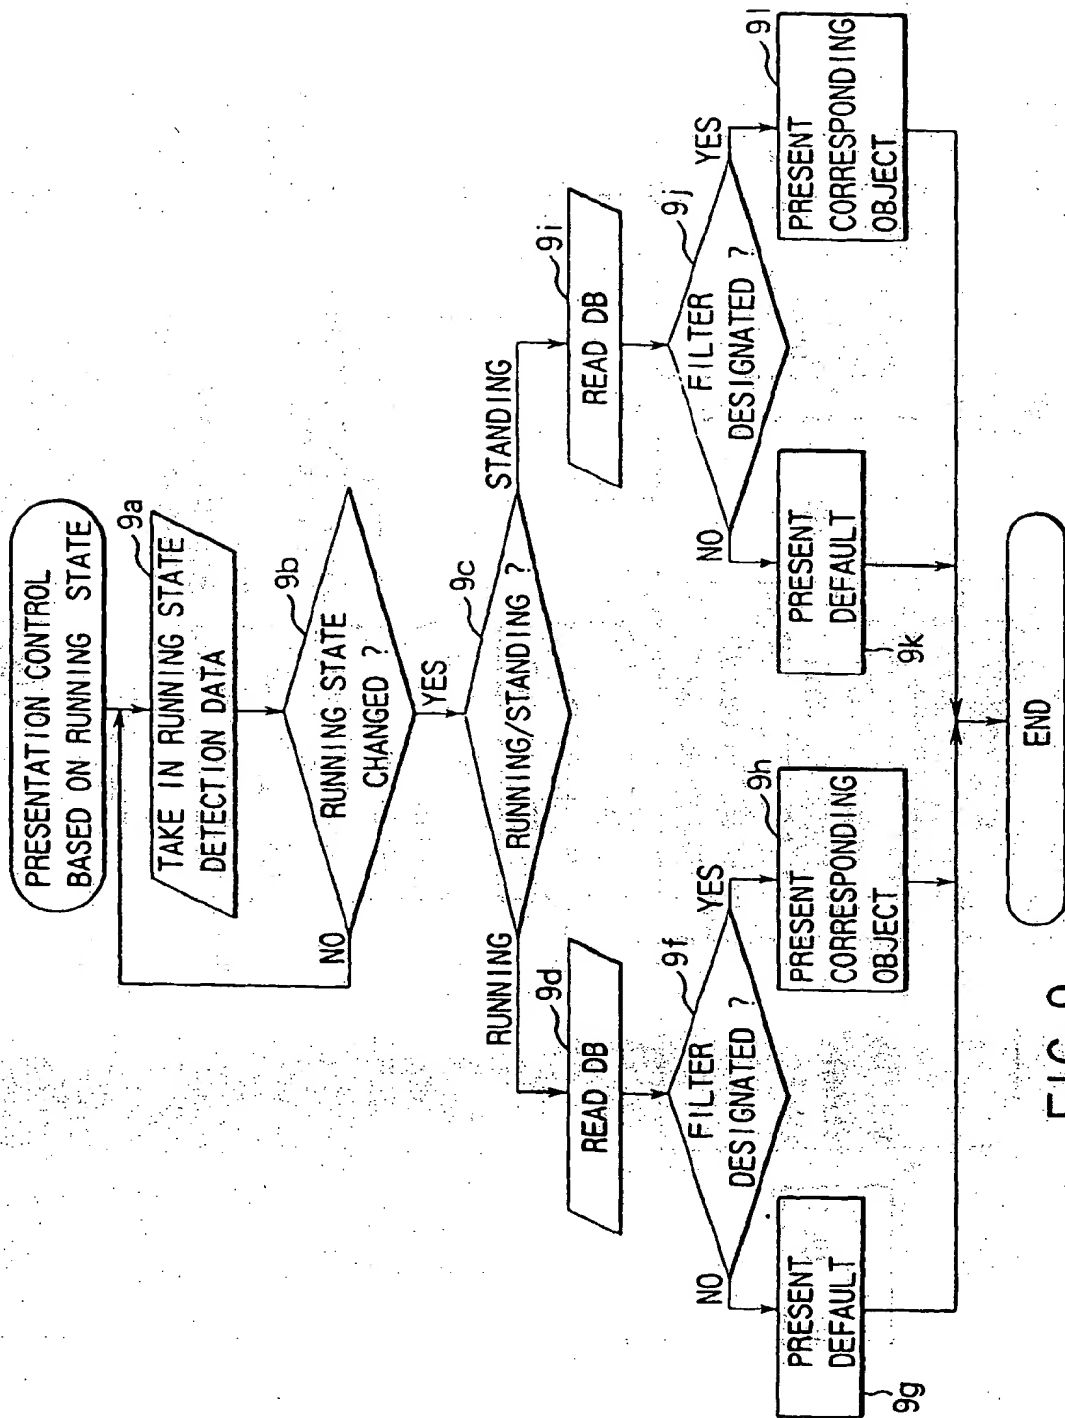 PRESENTATION CONTROL
BASED ON RUNNING STATE
9a
TAKE IN RUNNING STATE
DETECTION DATA
9b
RUNNING STATE
CHANGED ?
NO
YES
9c
RUNNING/STANDING ?
RUNNING
STANDING
9d
READ DB
9i
READ DB
9f
FILTER
DESIGNATED ?
NO
YES
9j
FILTER
DESIGNATED ?
NO
YES
PRESENT
DEFAULT
9g
9h
PRESENT
CORRESPONDING
OBJECT
PRESENT
DEFAULT
9k
9l
PRESENT
CORRESPONDING
OBJECT
END